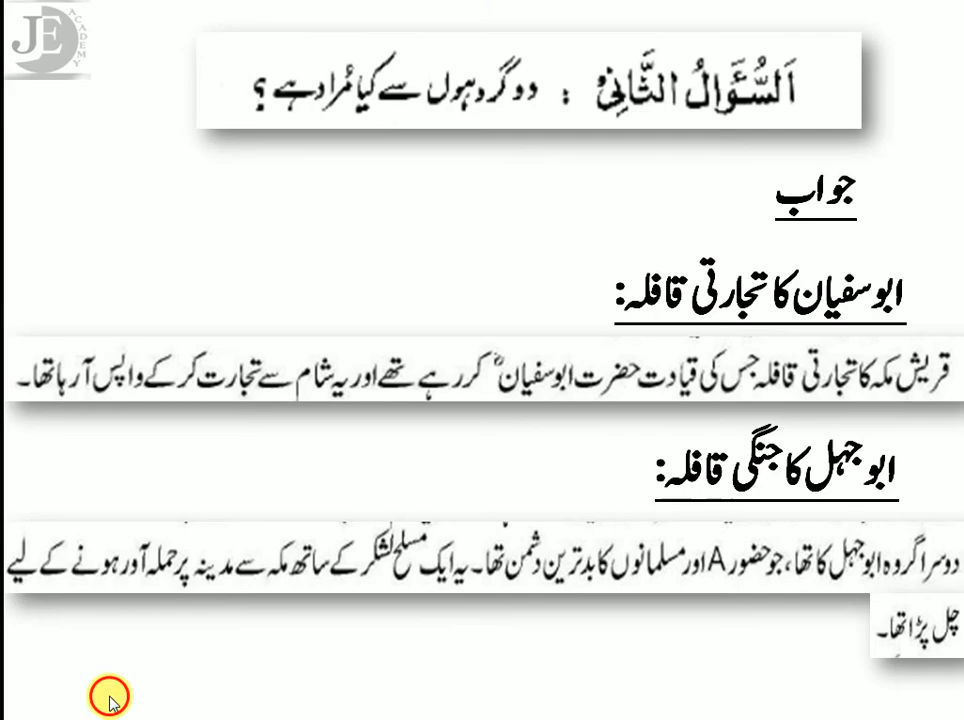 JE ACADEMY
اَلسُّؤَالُ الثَّانِیْ : دو گروہوں سے کیا مُراد ہے ؟
جواب
ابوسفیان کا تجارتی قافلہ:
قریش مکہ کا تجارتی قافلہ جس کی قیادت حضرت ابوسفیانؓ کر رہے تھے اور یہ شام سے تجارت کر کے واپس آ رہا تھا۔
ابوجہل کا جنگی قافلہ:
دوسرا گروہ ابوجہل کا تھا، جو حضور A اور مسلمانوں کا بدترین دشمن تھا۔ یہ ایک مسلح لشکر کے ساتھ مکہ سے مدینہ پر حملہ آور ہونے کے لیے
چل پڑا تھا۔